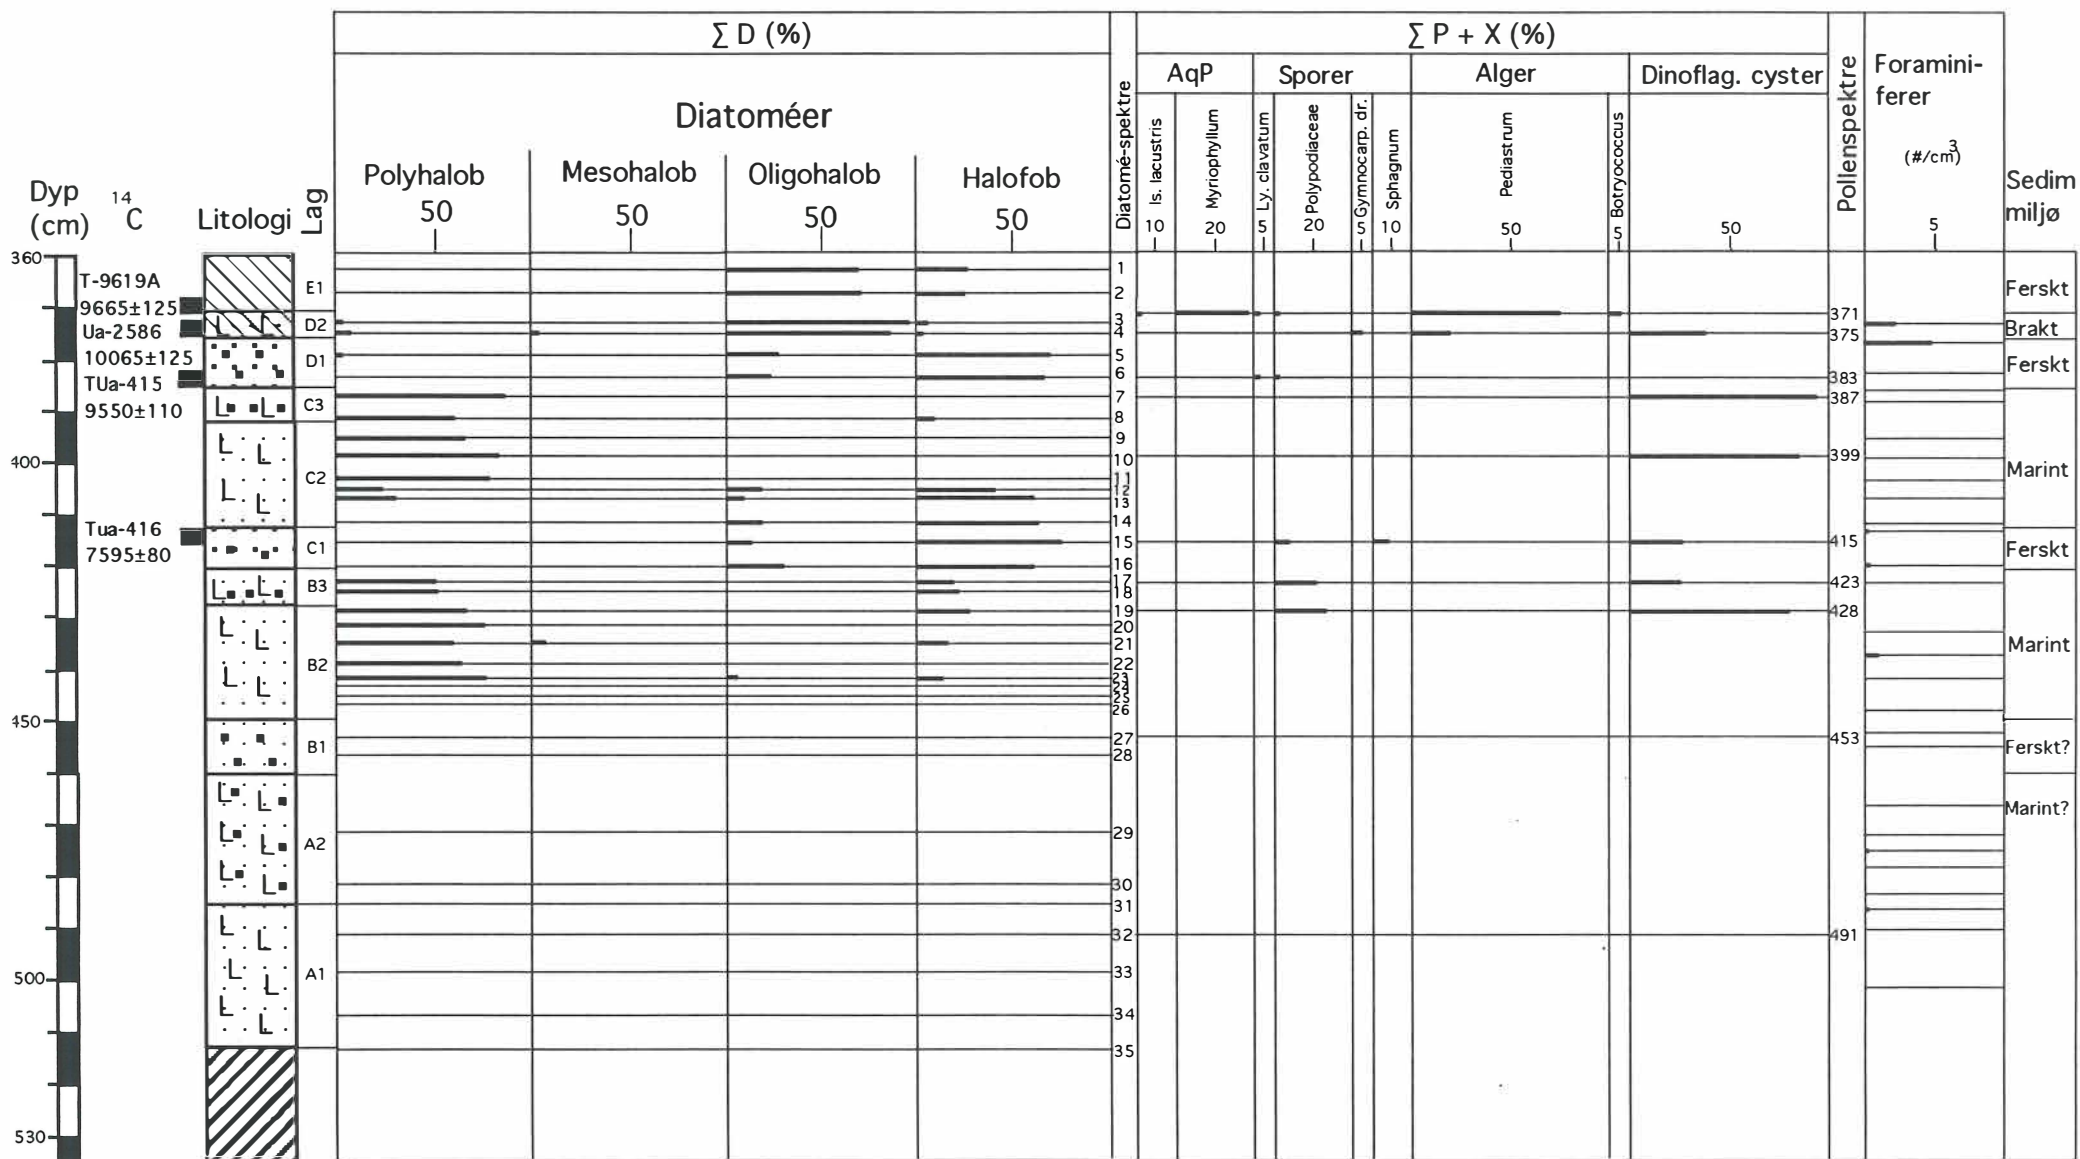 ∑ D (%)
∑ P + X (%)
AqP
Sporer
Alger
Dinoflag. cyster
Foramini-
ferer
(#/cm³)
Diatoméer
Dyp
(cm)
¹⁴C
Litologi
Lag
Polyhalob
50
Mesohalob
50
Oligohalob
50
Halofob
50
Diatomé-spektre
Is. lacustris
10
Myriophyllum
20
Ly. clavatum
5
Polypodiaceae
20
Gymnocarp. dr.
5
Sphagnum
10
Pediastrum
50
Botryococcus
5
50
Pollenspektre
5
Sedim
miljø
360
400
450
500
530
T-9619A
9665±125
Ua-2586
10065±125
TUa-415
9550±110
Tua-416
7595±80
E1
D2
D1
C3
C2
C1
B3
B2
B1
A2
A1
1
2
3
4
5
6
7
8
9
10
11
12
13
14
15
16
17
18
19
20
21
22
23
24
25
26
27
28
29
30
31
32
33
34
35
371
375
383
387
399
415
423
428
453
491
Ferskt
Brakt
Ferskt
Marint
Ferskt
Marint
Ferskt?
Marint?